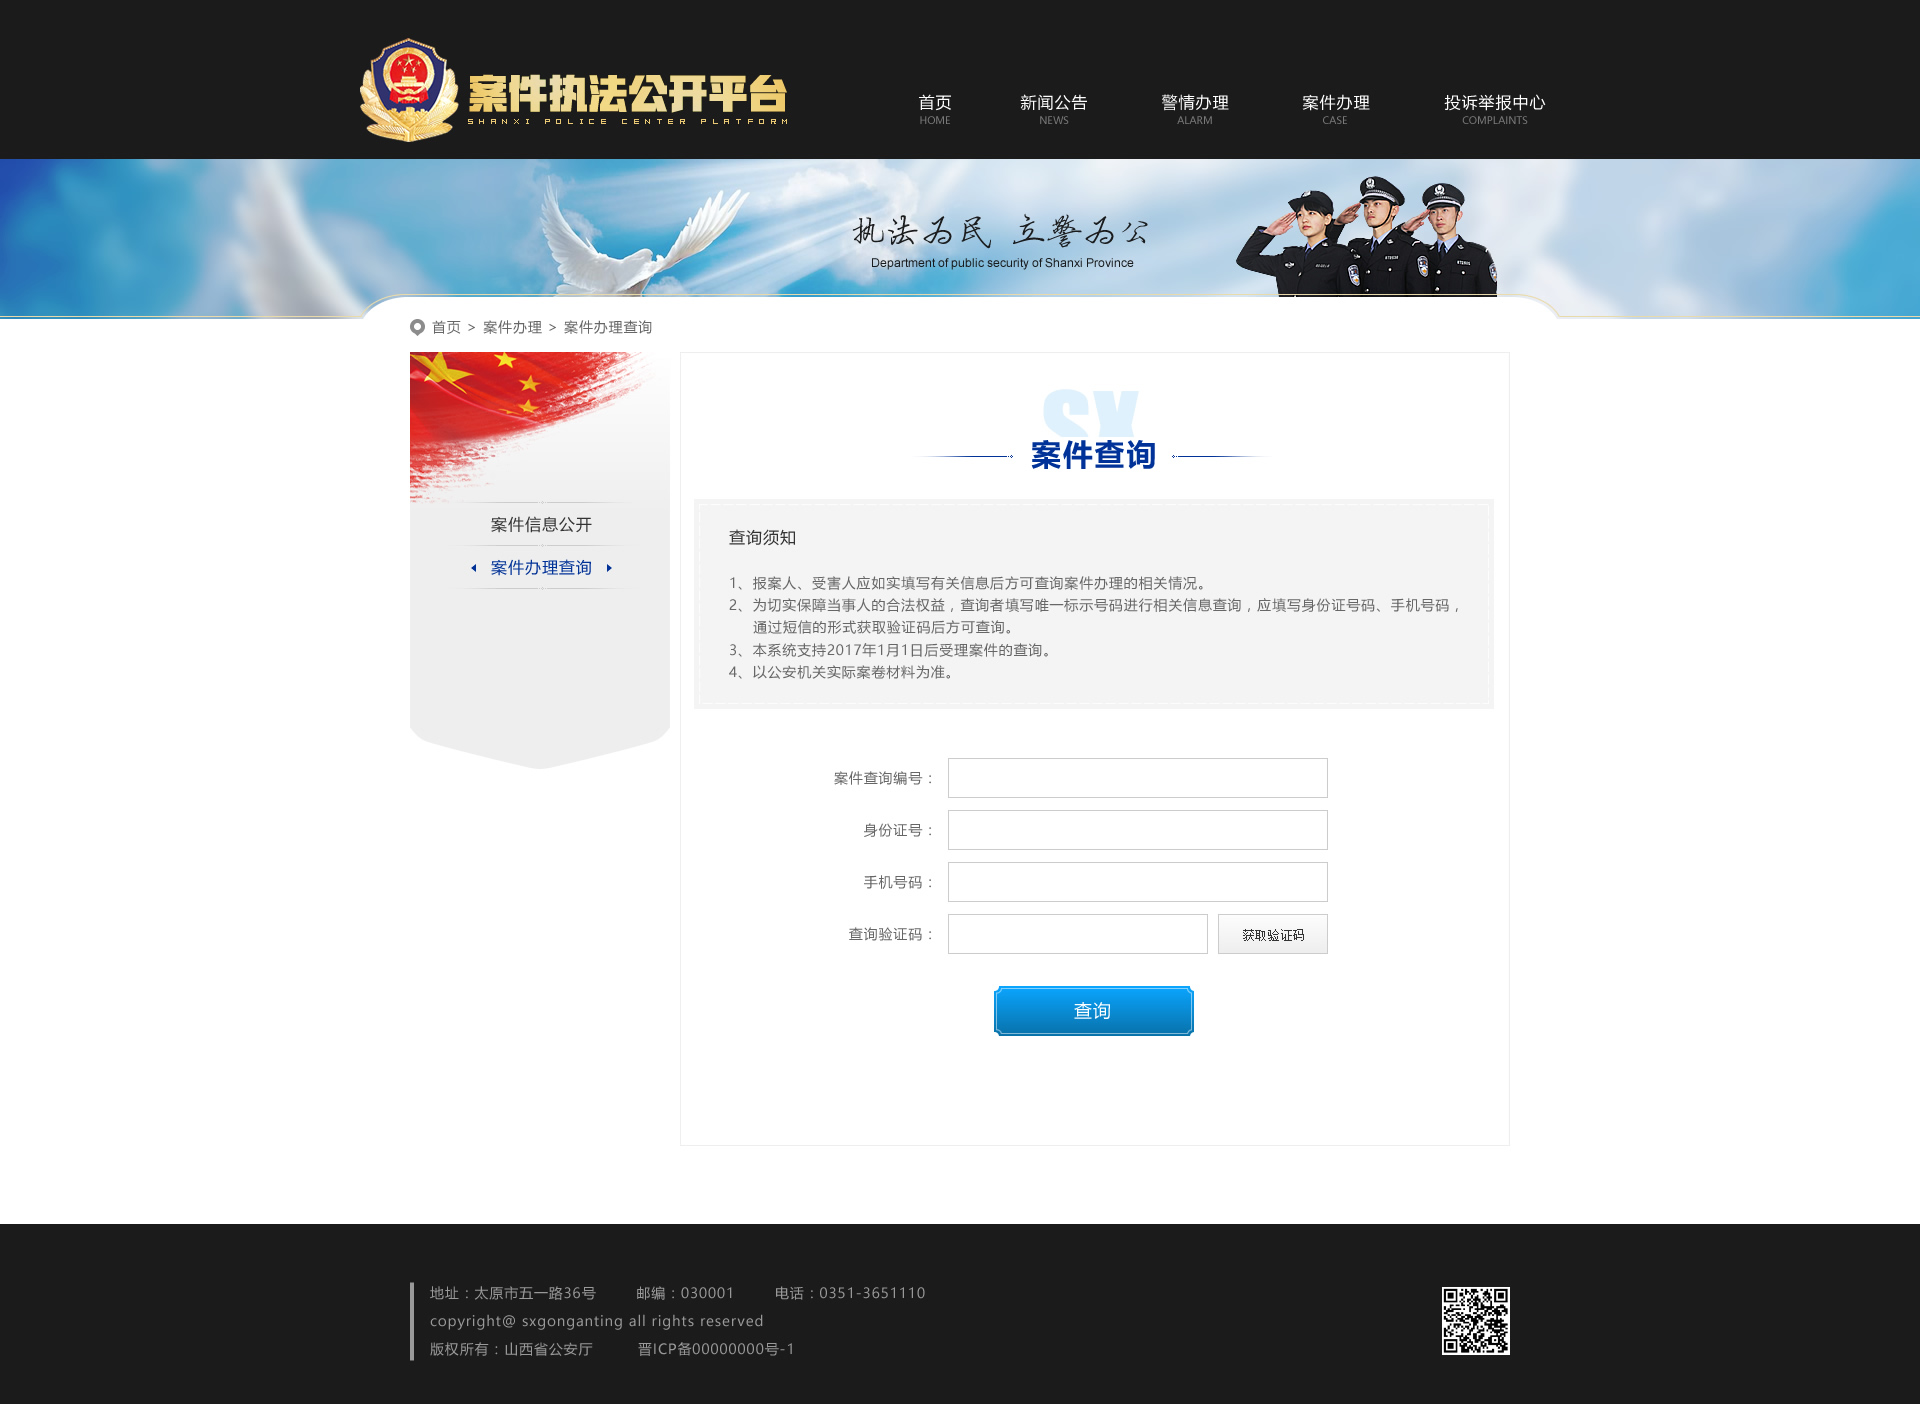 案件执法公开平台
SHANXI POLICE CENTER PLATFORM
首页 新闻公告 警情办理 案件办理 投诉举报中心
HOME NEWS ALARM CASE COMPLAINTS
执法为民 立警为公
Department of public security of Shanxi Province
首页 > 案件办理 > 案件办理查询
案件信息公开
案件办理查询
SX
案件查询
查询须知
1、报案人、受害人应如实填写有关信息后方可查询案件办理的相关情况。
2、为切实保障当事人的合法权益，查询者填写唯一标示号码进行相关信息查询，应填写身份证号码、手机号码，
通过短信的形式获取验证码后方可查询。
3、本系统支持2017年1月1日后受理案件的查询。
4、以公安机关实际案卷材料为准。
案件查询编号：
身份证号：
手机号码：
查询验证码： 获取验证码
查询
地址：太原市五一路36号 邮编：030001 电话：0351-3651110
copyright@ sxgonganting all rights reserved
版权所有：山西省公安厅 晋ICP备00000000号-1